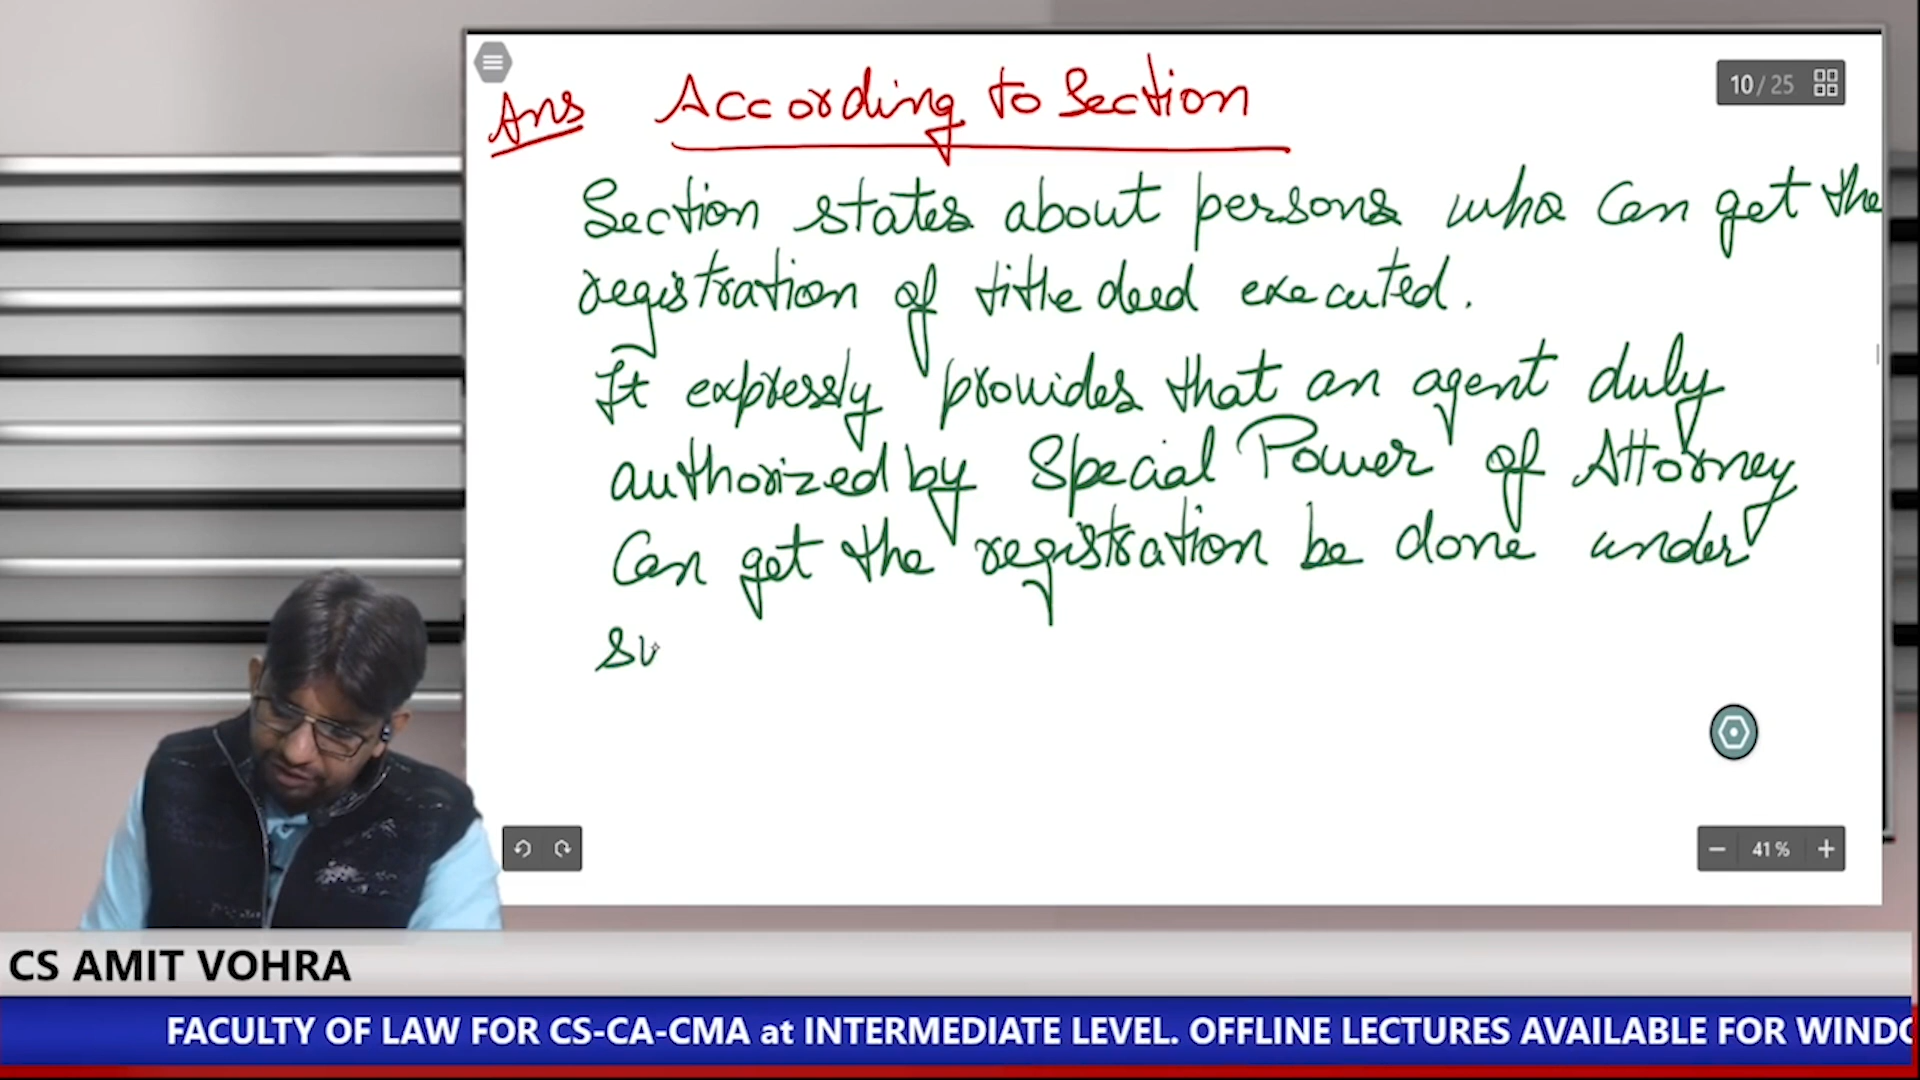 10 / 25
Ans According to Section
Section states about persons who can get the
registration of title deed executed.
It expressly provides that an agent duly
authorized by Special Power of Attorney
Can get the registration be done under
su
41 %
CS AMIT VOHRA
FACULTY OF LAW FOR CS-CA-CMA at INTERMEDIATE LEVEL. OFFLINE LECTURES AVAILABLE FOR WINDO